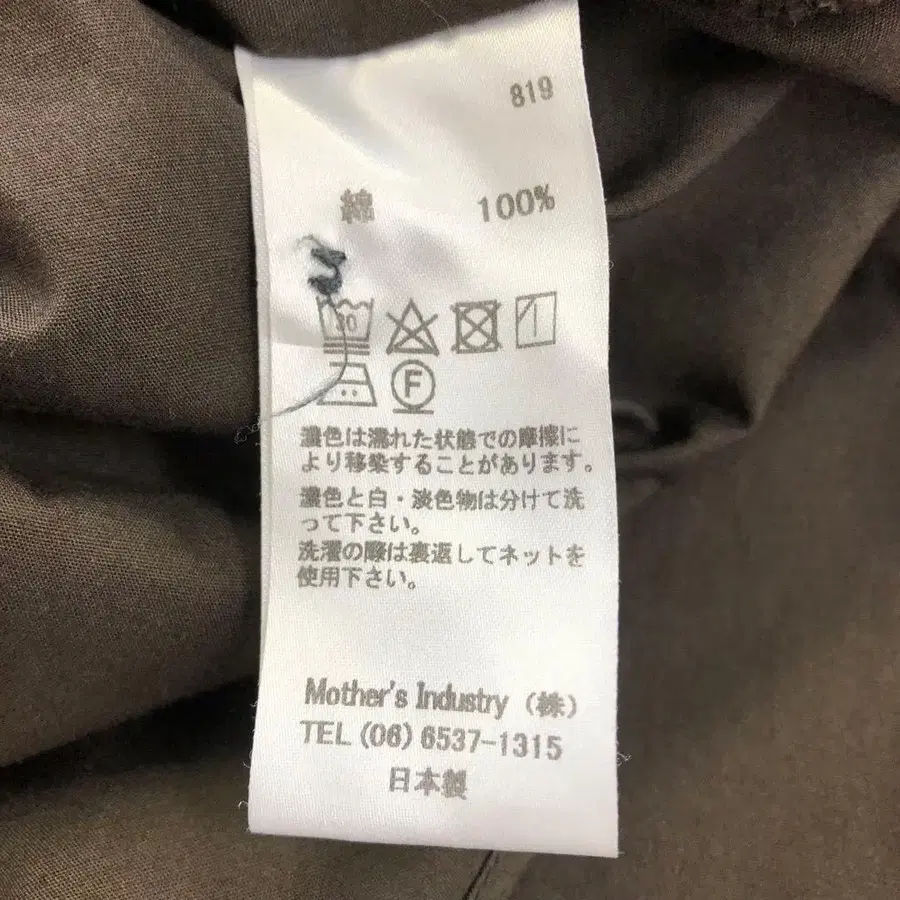 819
綿 100%
30
F
濃色は濡れた状態での摩擦に
より移染することがあります。
濃色と白・淡色物は分けて洗
って下さい。
洗濯の際は裏返してネットを
使用下さい。
Mother's Industry (株)
TEL (06) 6537-1315
日本製